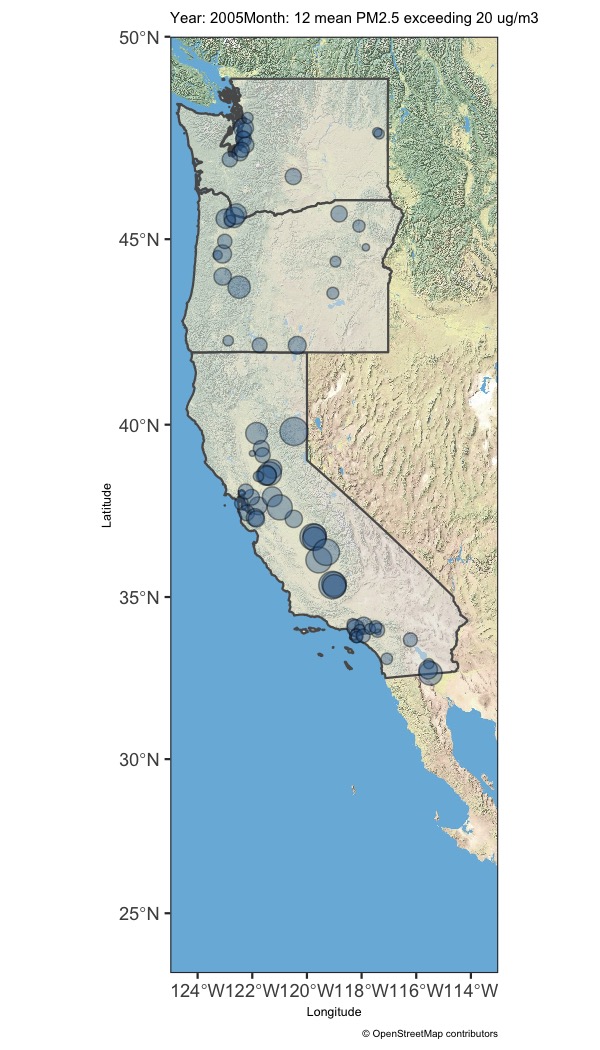 Year: 2005Month: 12 mean PM2.5 exceeding 20 ug/m3
50°N
45°N
40°N
35°N
30°N
25°N
Latitude
124°W122°W120°W118°W116°W114°W
Longitude
© OpenStreetMap contributors